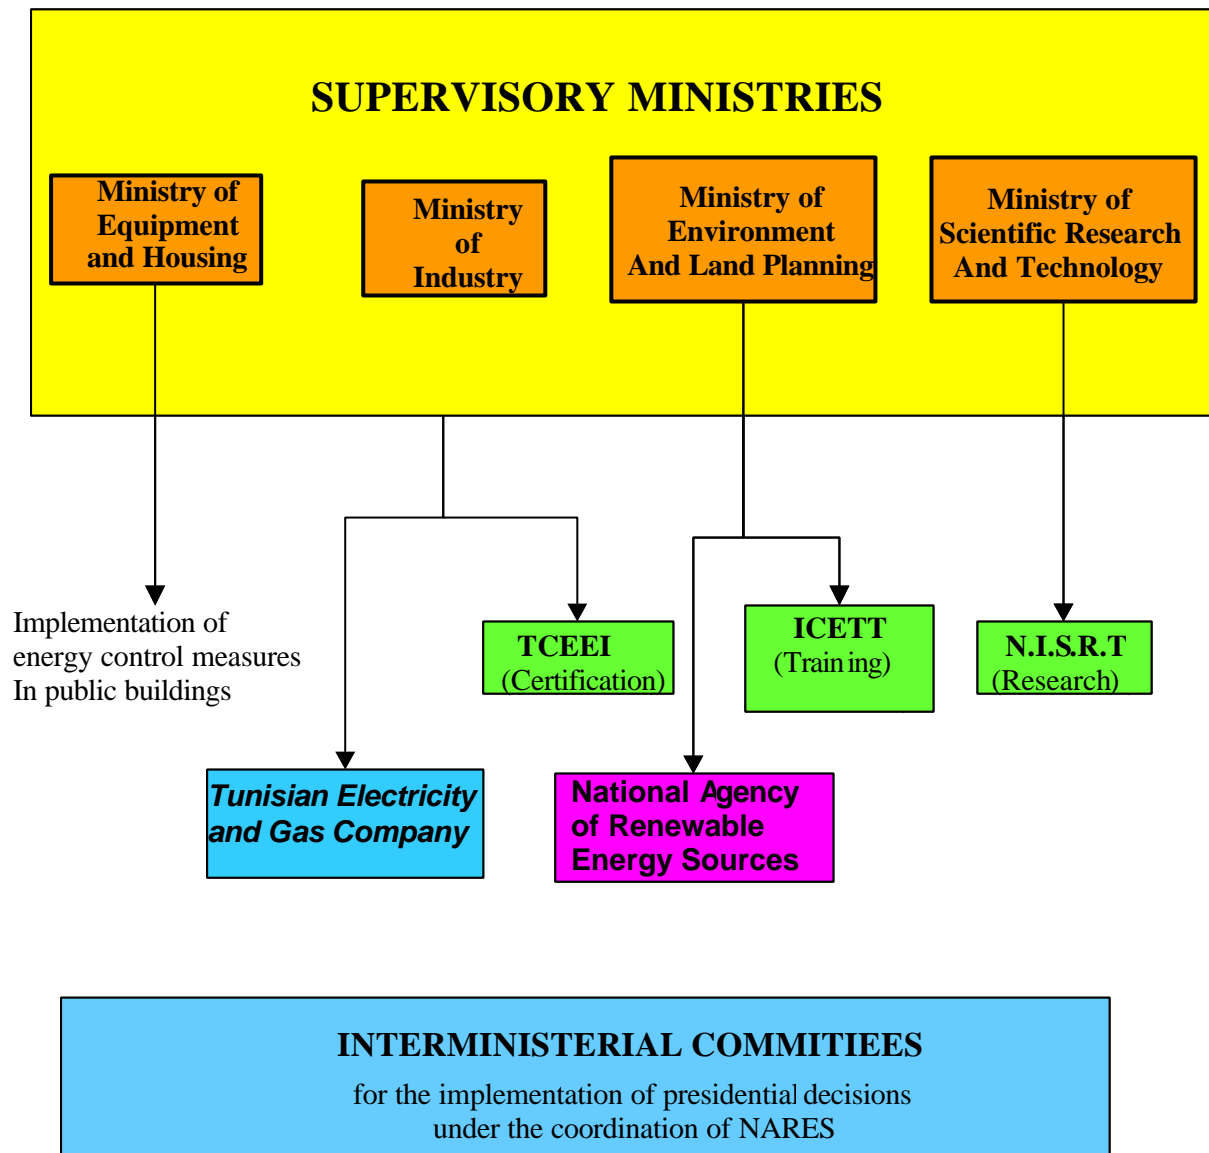 SUPERVISORY MINISTRIES
Ministry of
Equipment
and Housing
Ministry
of
Industry
Ministry of
Environment
And Land Planning
Ministry of
Scientific Research
And Technology
Implementation of
energy control measures
In public buildings
TCEEI
(Certification)
ICETT
(Training)
N.I.S.R.T
(Research)
Tunisian Electricity
and Gas Company
National Agency
of Renewable
Energy Sources
INTERMINISTERIAL COMMITIEES
for the implementation of presidential decisions
under the coordination of NARES